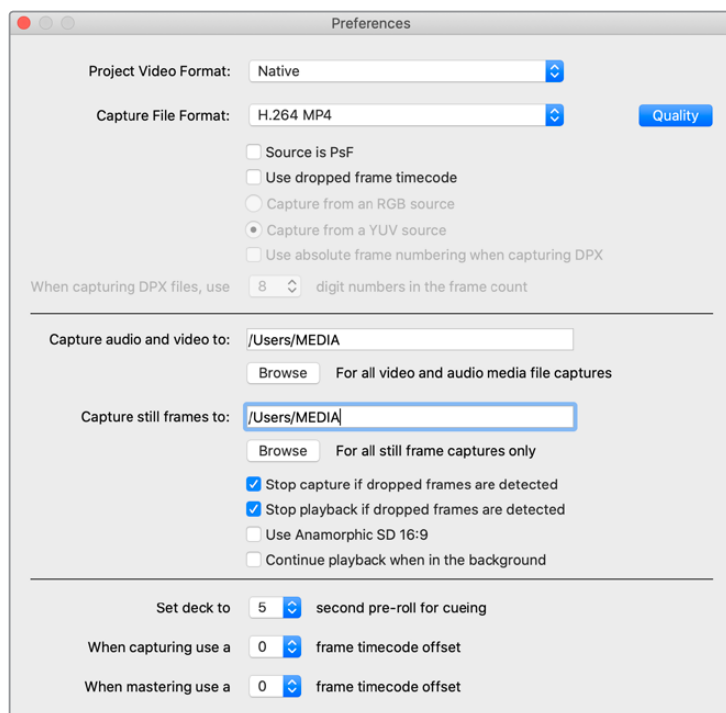 Preferences
Project Video Format: Native
Capture File Format: H.264 MP4 Quality
Source is PsF
Use dropped frame timecode
Capture from an RGB source
Capture from a YUV source
Use absolute frame numbering when capturing DPX
When capturing DPX files, use 8 digit numbers in the frame count
Capture audio and video to: /Users/MEDIA
Browse For all video and audio media file captures
Capture still frames to: /Users/MEDIA
Browse For all still frame captures only
Stop capture if dropped frames are detected
Stop playback if dropped frames are detected
Use Anamorphic SD 16:9
Continue playback when in the background
Set deck to 5 second pre-roll for cueing
When capturing use a 0 frame timecode offset
When mastering use a 0 frame timecode offset